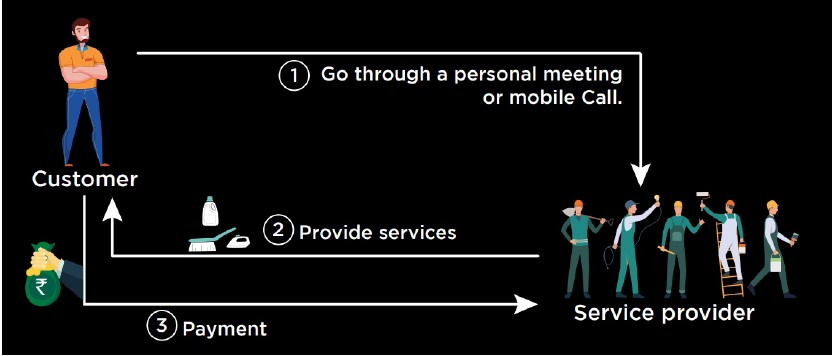 1 Go through a personal meeting
or mobile Call.
Customer
2 Provide services
₹
3 Payment
Service provider